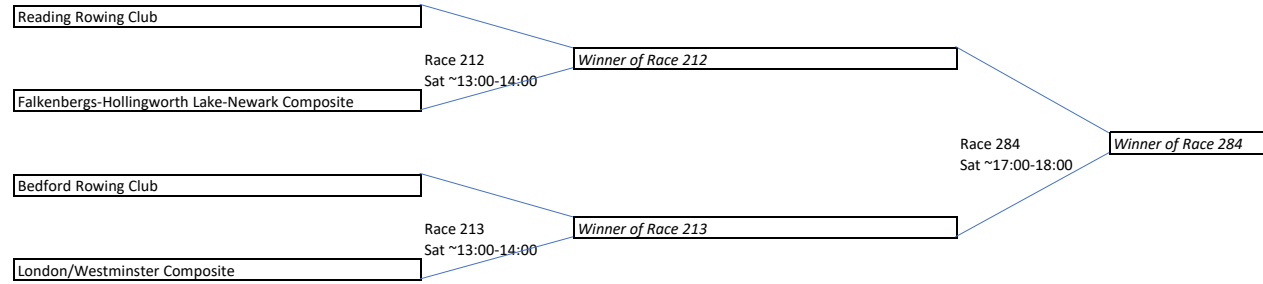 Reading Rowing Club
Race 212
Sat ~13:00-14:00
Winner of Race 212
Falkenbergs-Hollingworth Lake-Newark Composite
Race 284
Sat ~17:00-18:00
Winner of Race 284
Bedford Rowing Club
Race 213
Sat ~13:00-14:00
Winner of Race 213
London/Westminster Composite